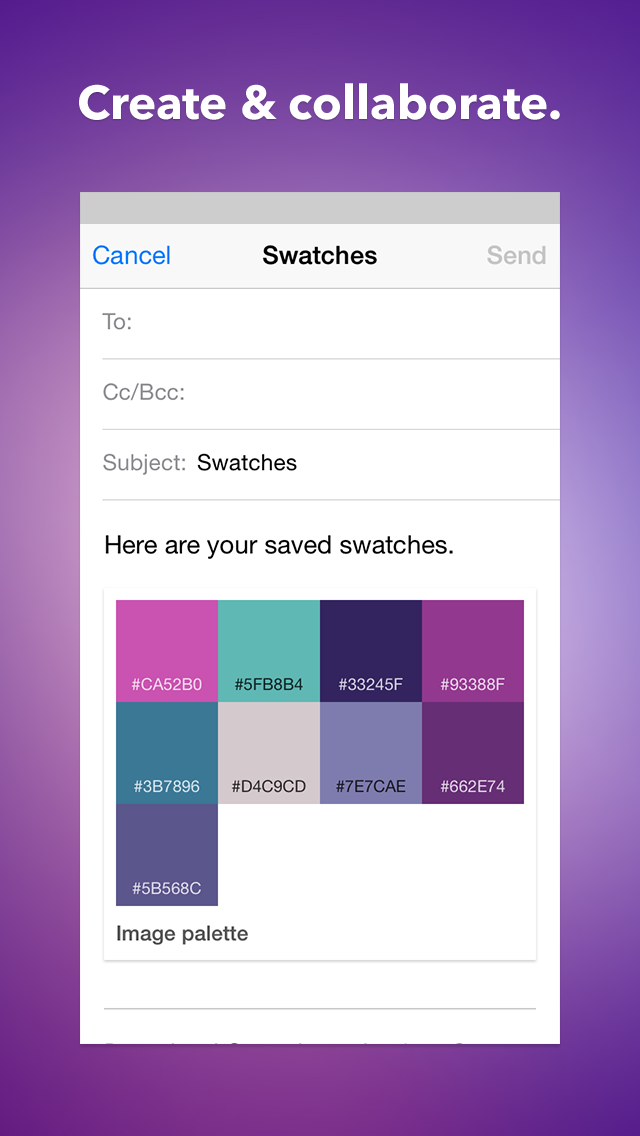 Create & collaborate.
Cancel Swatches Send
To:
Cc/Bcc:
Subject: Swatches
Here are your saved swatches.
#CA52B0 #5FB8B4 #33245F #93388F
#3B7896 #D4C9CD #7E7CAE #662E74
#5B568C
Image palette